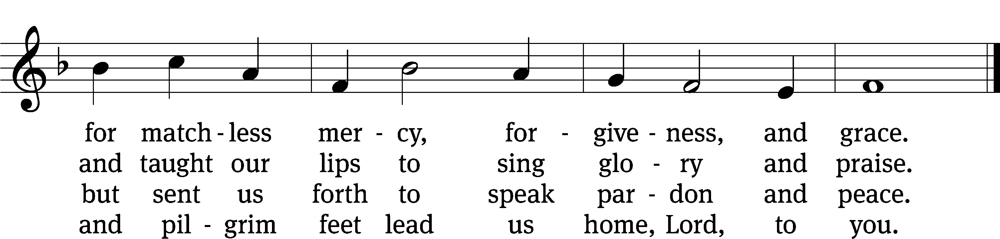 for match - less mer - cy, for - give - ness, and grace.
and taught our lips to sing glo - ry and praise.
but sent us forth to speak par - don and peace.
and pil - grim feet lead us home, Lord, to you.